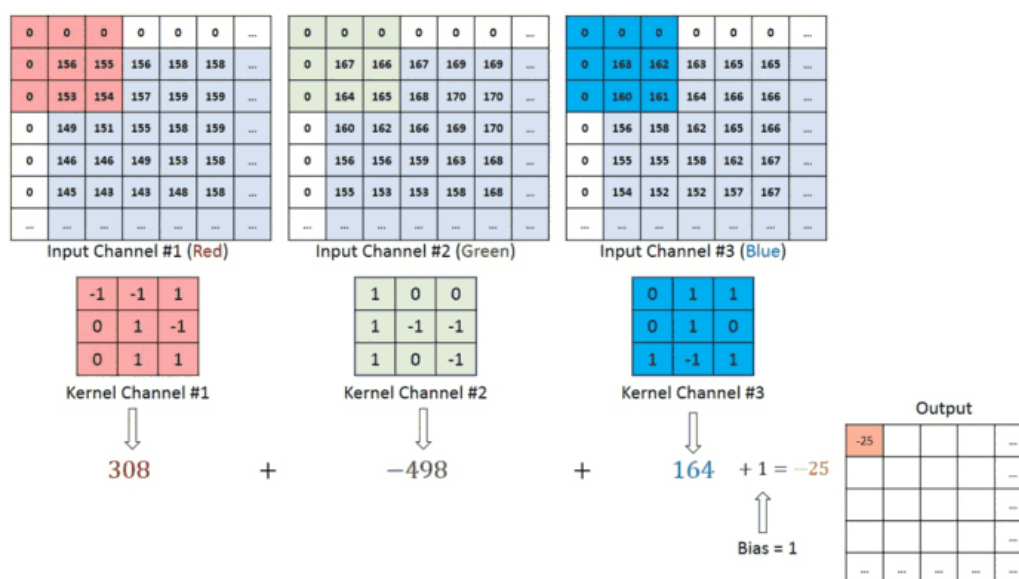 0 0 0 0 0 0 ... 0 0 0 0 0 0 ... 0 0 0 0 0 0 ...
0 156 155 156 158 158 ... 0 167 166 167 169 169 ... 0 163 162 163 165 165 ...
0 153 154 157 159 159 ... 0 164 165 168 170 170 ... 0 160 161 164 166 166 ...
0 149 151 155 158 159 ... 0 160 162 166 169 170 ... 0 156 158 162 165 166 ...
0 146 146 149 153 158 ... 0 156 156 159 163 168 ... 0 155 155 158 162 167 ...
0 145 143 143 148 158 ... 0 155 153 153 158 168 ... 0 154 152 152 157 167 ...
... ... ... ... ... ... ... ... ... ... ... ... ... ... ... ... ... ... ... ... ...
Input Channel #1 (Red) Input Channel #2 (Green) Input Channel #3 (Blue)
-1 -1 1 1 0 0 0 1 1
0 1 -1 1 -1 -1 0 1 0
0 1 1 1 0 -1 1 -1 1
Kernel Channel #1 Kernel Channel #2 Kernel Channel #3
308 + −498 + 164 + 1 = −25
Bias = 1
Output
-25 ...
...
...
...
... ... ... ... ...